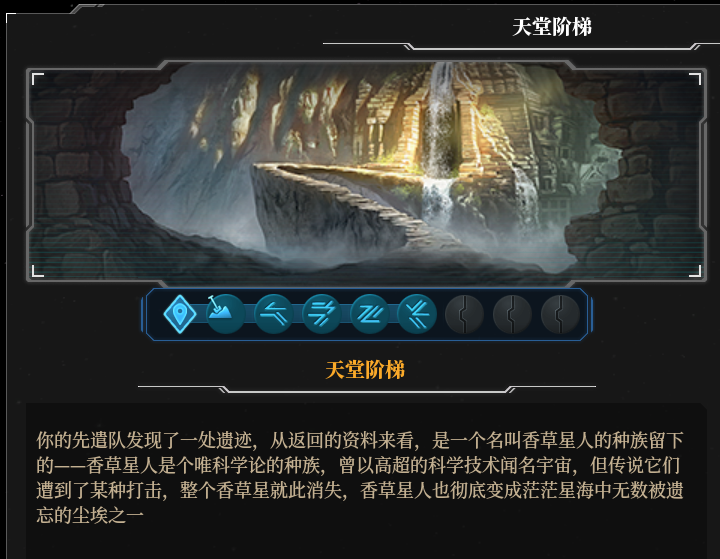 天堂阶梯
天堂阶梯
你的先遣队发现了一处遗迹，从返回的资料来看，是一个名叫香草星人的种族留下
的——香草星人是个唯科学论的种族，曾以高超的科学技术闻名宇宙，但传说它们
遭到了某种打击，整个香草星就此消失，香草星人也彻底变成茫茫星海中无数被遗
忘的尘埃之一